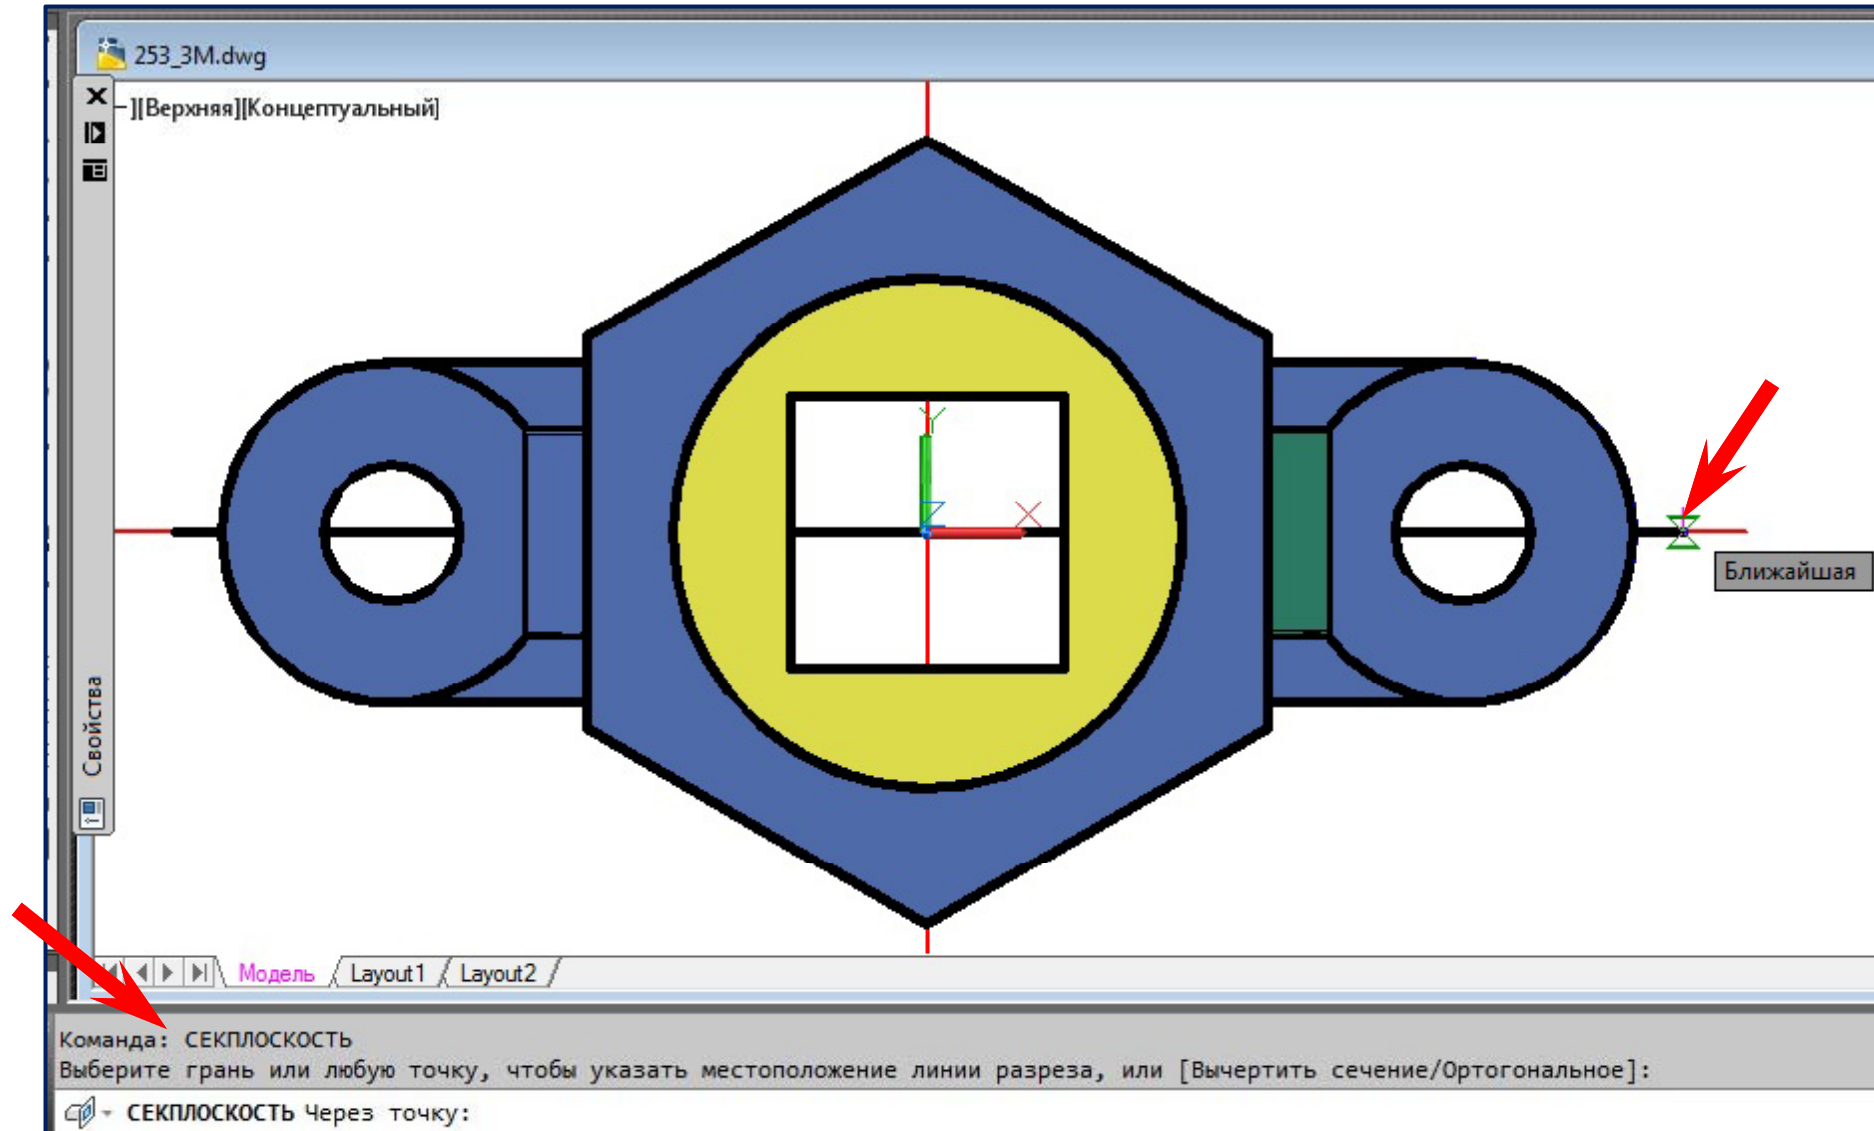 253_3М.dwg
–][Верхняя][Концептуальный]
Y
Z
X
Ближайшая
Свойства
Модель
Layout1
Layout2
Команда: СЕКПЛОСКОСТЬ
Выберите грань или любую точку, чтобы указать местоположение линии разреза, или [Вычертить сечение/Ортогональное]:
СЕКПЛОСКОСТЬ Через точку: